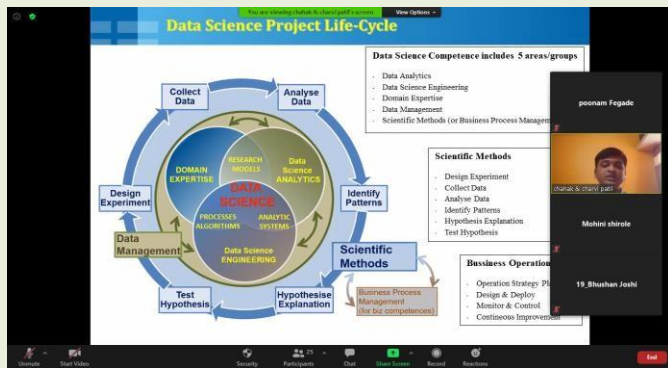 You are viewing chahak & charvi patil's screen
View Options
Data Science Project Life-Cycle
Data Science Competence includes 5 areas/groups
- Data Analytics
- Data Science Engineering
- Domain Expertise
- Data Management
- Scientific Methods (or Business Process Managem
Collect
Data
Analyse
Data
Design
Experiment
Identify
Patterns
Test
Hypothesis
Hypothesise
Explanation
DOMAIN
EXPERTISE
RESEARCH
MODELS
Data
Science
ANALYTICS
DATA
SCIENCE
PROCESSES
ALGORITHMS
ANALYTIC
SYSTEMS
Data Science
ENGINEERING
Data
Management
Scientific
Methods
Business Process
Management
(for biz competences)
Scientific Methods
- Design Experiment
- Collect Data
- Analyse Data
- Identify Patterns
- Hypothesis Explanation
- Test Hypothesis
Bussiness Operation
- Operation Strategy Pla
- Design & Deploy
- Monitor & Control
- Contineous Improvement
poonam Fegade
chahak & charvi patil
Mohini shirole
19_Bhushan Joshi
Unmute
Start Video
Security
Participants
25
Chat
Share Screen
Record
Reactions
End